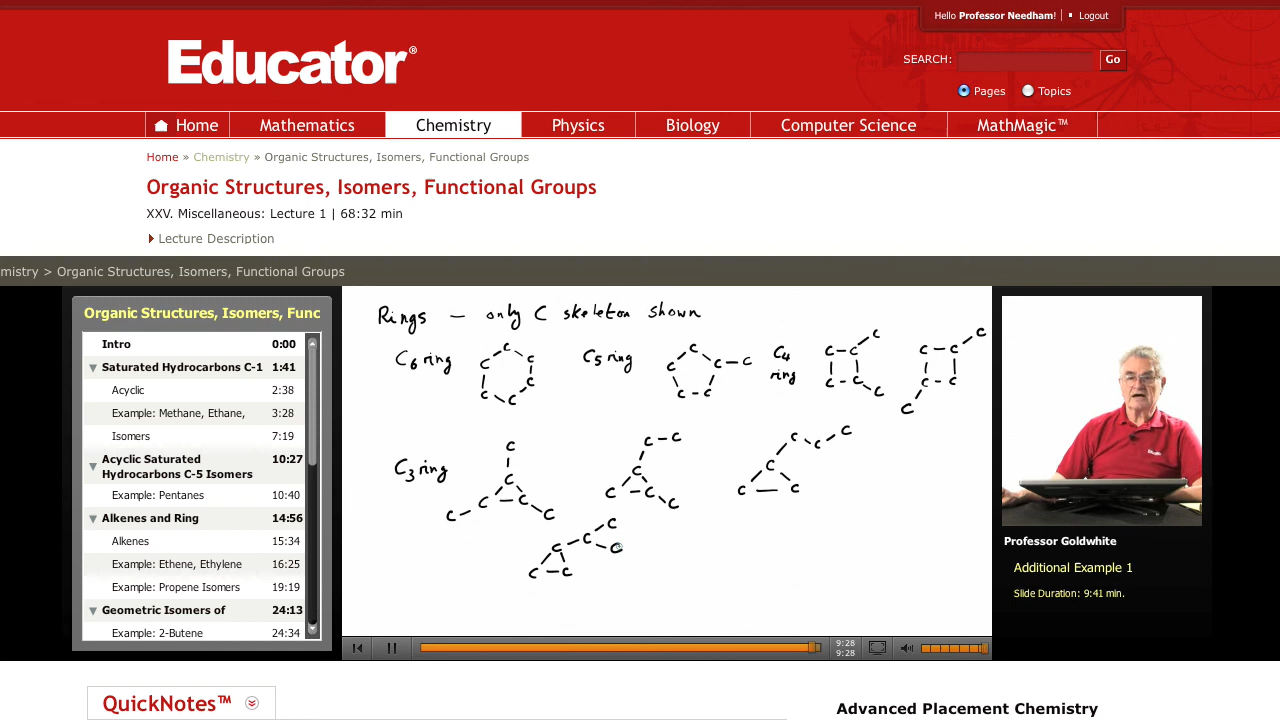 Hello Professor Needham! Logout
Educator®
SEARCH: Go
Pages Topics
Home Mathematics Chemistry Physics Biology Computer Science MathMagic™
Home » Chemistry » Organic Structures, Isomers, Functional Groups
Organic Structures, Isomers, Functional Groups
XXV. Miscellaneous: Lecture 1 | 68:32 min
Lecture Description
mistry > Organic Structures, Isomers, Functional Groups
Organic Structures, Isomers, Func
Intro 0:00
Saturated Hydrocarbons C-1 1:41
Acyclic 2:38
Example: Methane, Ethane, 3:28
Isomers 7:19
Acyclic Saturated 10:27
Hydrocarbons C-5 Isomers
Example: Pentanes 10:40
Alkenes and Ring 14:56
Alkenes 15:34
Example: Ethene, Ethylene 16:25
Example: Propene Isomers 19:19
Geometric Isomers of 24:13
Example: 2-Butene 24:34
Rings – only C skeleton shown
C6 ring C C C C C C
C5 ring C C C C C C
C4 ring C C C C C C
C C C C C C
C3 ring C C C C C C
C C C C C C
C C C C C C
C C C C C C
9:28
9:28
Professor Goldwhite
Additional Example 1
Slide Duration: 9:41 min.
QuickNotes™
Advanced Placement Chemistry